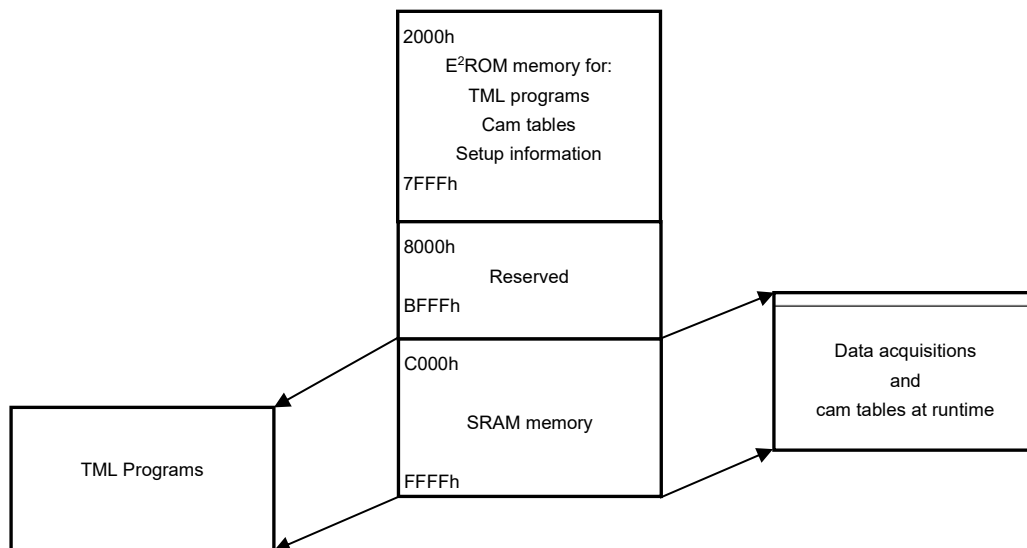 2000h
E²ROM memory for:
TML programs
Cam tables
Setup information
7FFFh
8000h
Reserved
BFFFh
C000h
SRAM memory
FFFFh
TML Programs
Data acquisitions
and
cam tables at runtime